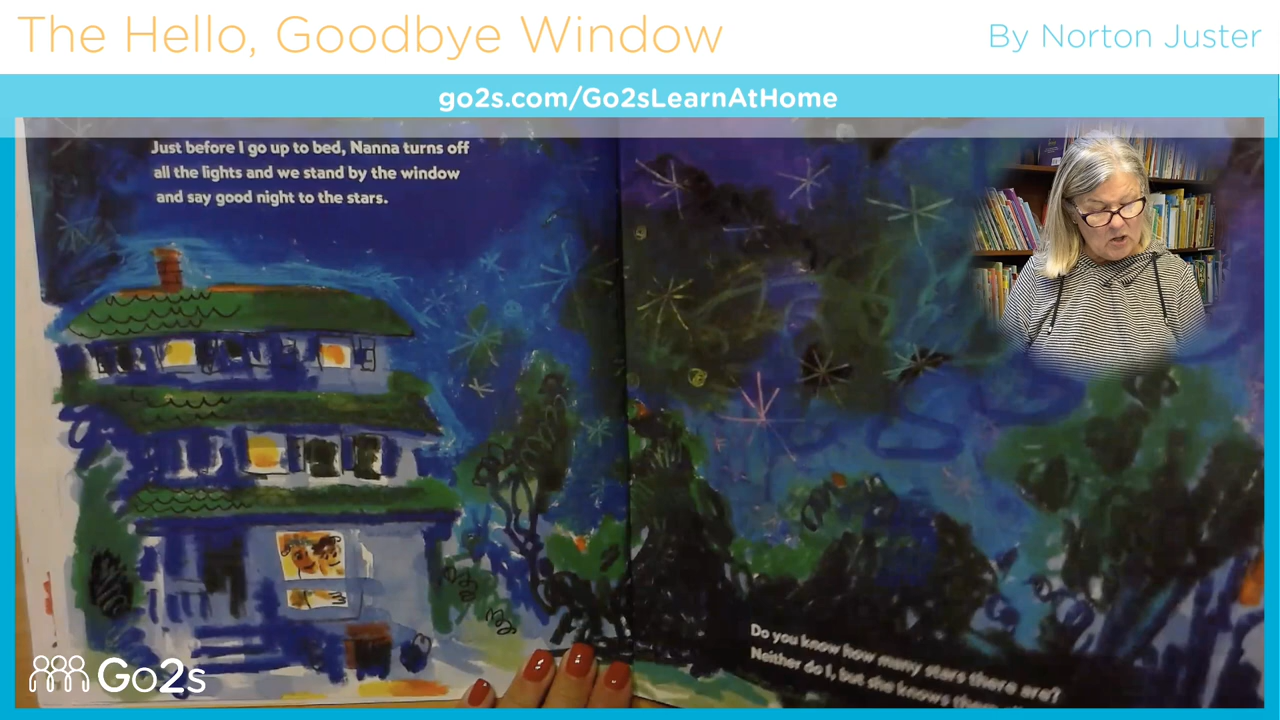 The Hello, Goodbye Window
By Norton Juster
go2s.com/Go2sLearnAtHome
Just before I go up to bed, Nanna turns off
all the lights and we stand by the window
and say good night to the stars.
Do you know how many stars there are?
Neither do I, but she knows
Go2s